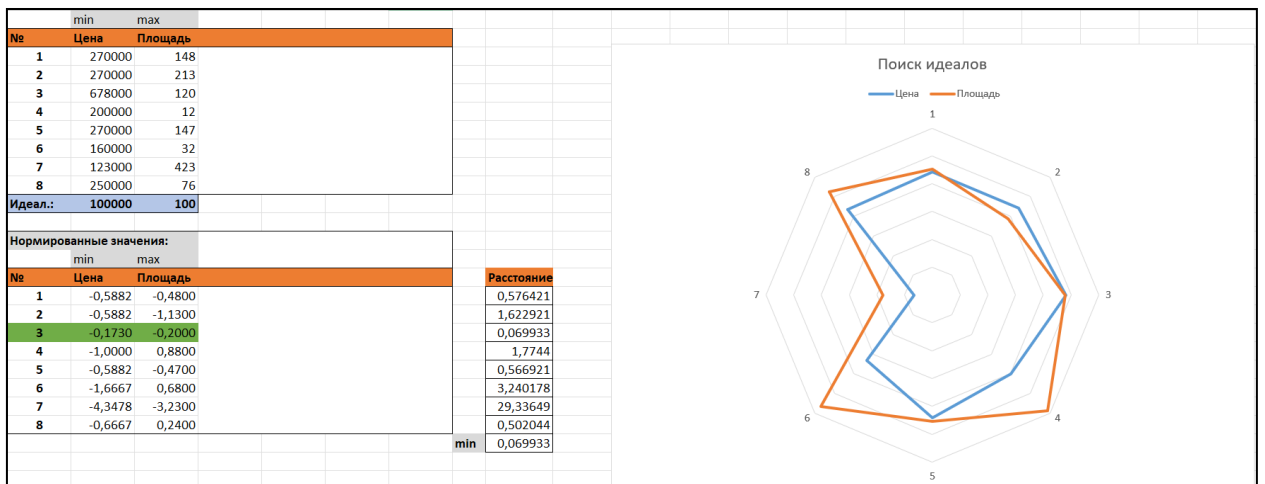 min max
№ Цена Площадь
1 270000 148
2 270000 213
3 678000 120
4 200000 12
5 270000 147
6 160000 32
7 123000 423
8 250000 76
Идеал.: 100000 100
Нормированные значения:
min max
№ Цена Площадь Расстояние
1 -0,5882 -0,4800 0,576421
2 -0,5882 -1,1300 1,622921
3 -0,1730 -0,2000 0,069933
4 -1,0000 0,8800 1,7744
5 -0,5882 -0,4700 0,566921
6 -1,6667 0,6800 3,240178
7 -4,3478 -3,2300 29,33649
8 -0,6667 0,2400 0,502044
min 0,069933
Поиск идеалов
Цена Площадь
1
8 2
7 3
6 4
5